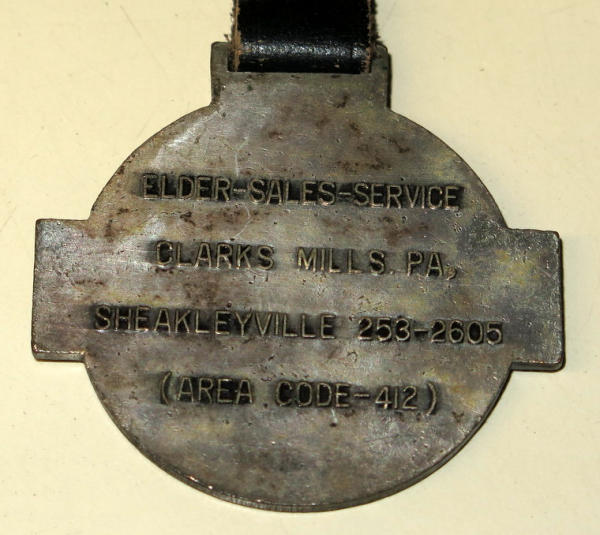 ELDER-SALES-SERVICE
CLARKS MILLS. PA,
SHEAKLEYVILLE 253-2605
(AREA CODE-412)